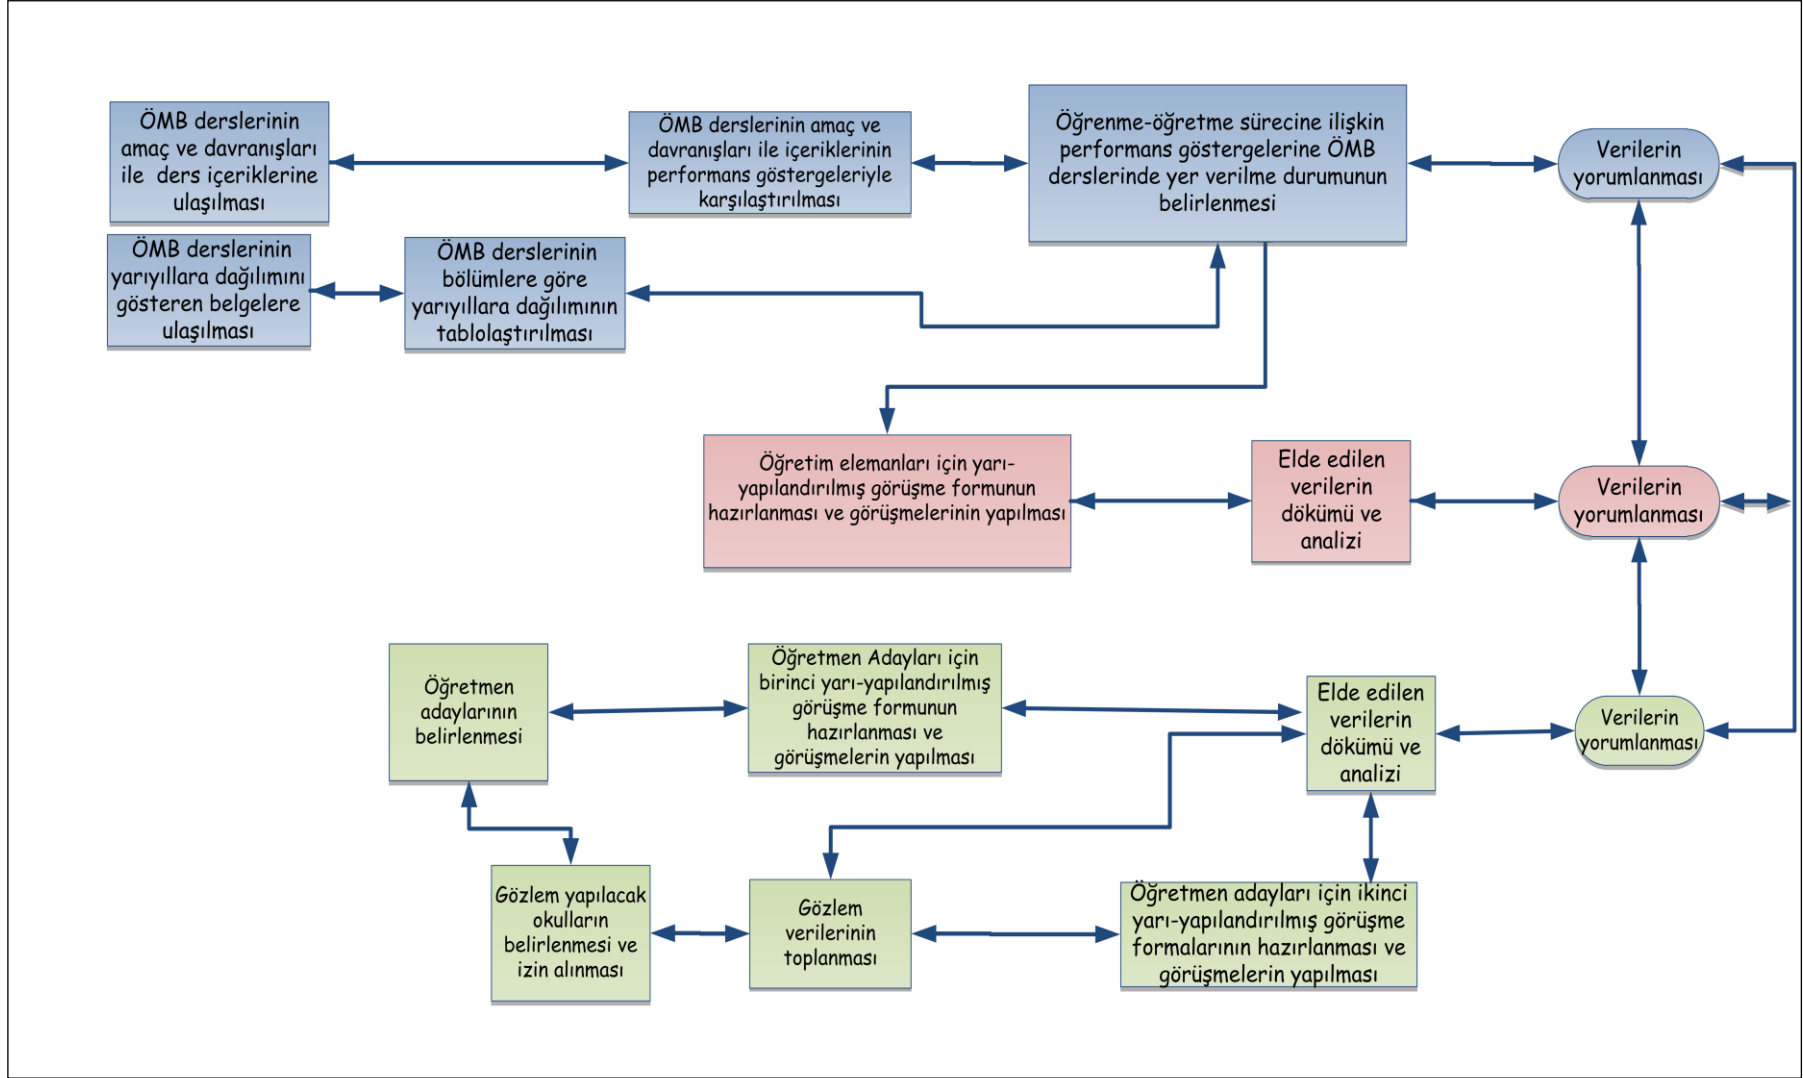 ÖMB derslerinin
amaç ve davranışları
ile ders içeriklerine
ulaşılması
ÖMB derslerinin amaç ve
davranışları ile içeriklerinin
performans göstergeleriyle
karşılaştırılması
Öğrenme-öğretme sürecine ilişkin
performans göstergelerine ÖMB
derslerinde yer verilme durumunun
belirlenmesi
Verilerin
yorumlanması
ÖMB derslerinin
yarıyıllara dağılımını
gösteren belgelere
ulaşılması
ÖMB derslerinin
bölümlere göre
yarıyıllara dağılımının
tablolaştırılması
Öğretim elemanları için yarı-
yapılandırılmış görüşme formunun
hazırlanması ve görüşmelerinin yapılması
Elde edilen
verilerin
dökümü ve
analizi
Verilerin
yorumlanması
Öğretmen
adaylarının
belirlenmesi
Öğretmen Adayları için
birinci yarı-yapılandırılmış
görüşme formunun
hazırlanması ve
görüşmelerin yapılması
Elde edilen
verilerin
dökümü ve
analizi
Verilerin
yorumlanması
Gözlem yapılacak
okulların
belirlenmesi ve
izin alınması
Gözlem
verilerinin
toplanması
Öğretmen adayları için ikinci
yarı-yapılandırılmış görüşme
formalarının hazırlanması ve
görüşmelerin yapılması